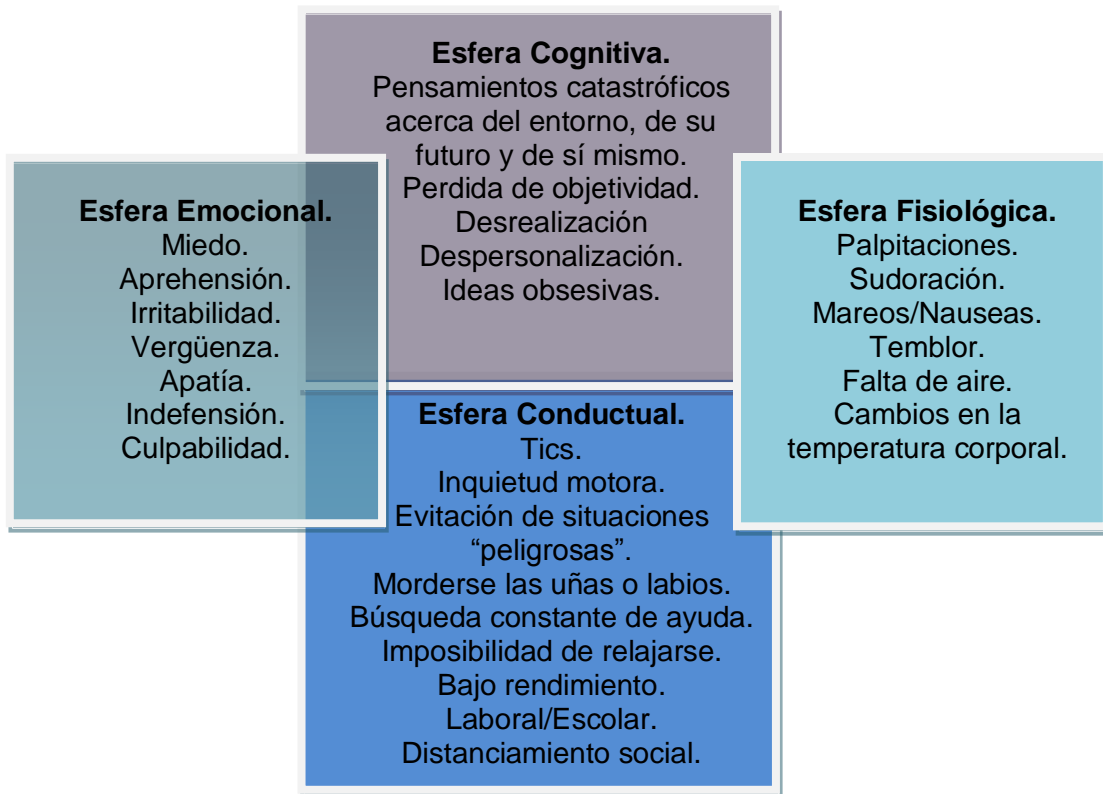 Esfera Cognitiva.
Pensamientos catastróficos
acerca del entorno, de su
futuro y de sí mismo.
Perdida de objetividad.
Desrealización
Despersonalización.
Ideas obsesivas.
Esfera Emocional.
Miedo.
Aprehensión.
Irritabilidad.
Vergüenza.
Apatía.
Indefensión.
Culpabilidad.
Esfera Fisiológica.
Palpitaciones.
Sudoración.
Mareos/Nauseas.
Temblor.
Falta de aire.
Cambios en la
temperatura corporal.
Esfera Conductual.
Tics.
Inquietud motora.
Evitación de situaciones
“peligrosas”.
Morderse las uñas o labios.
Búsqueda constante de ayuda.
Imposibilidad de relajarse.
Bajo rendimiento.
Laboral/Escolar.
Distanciamiento social.